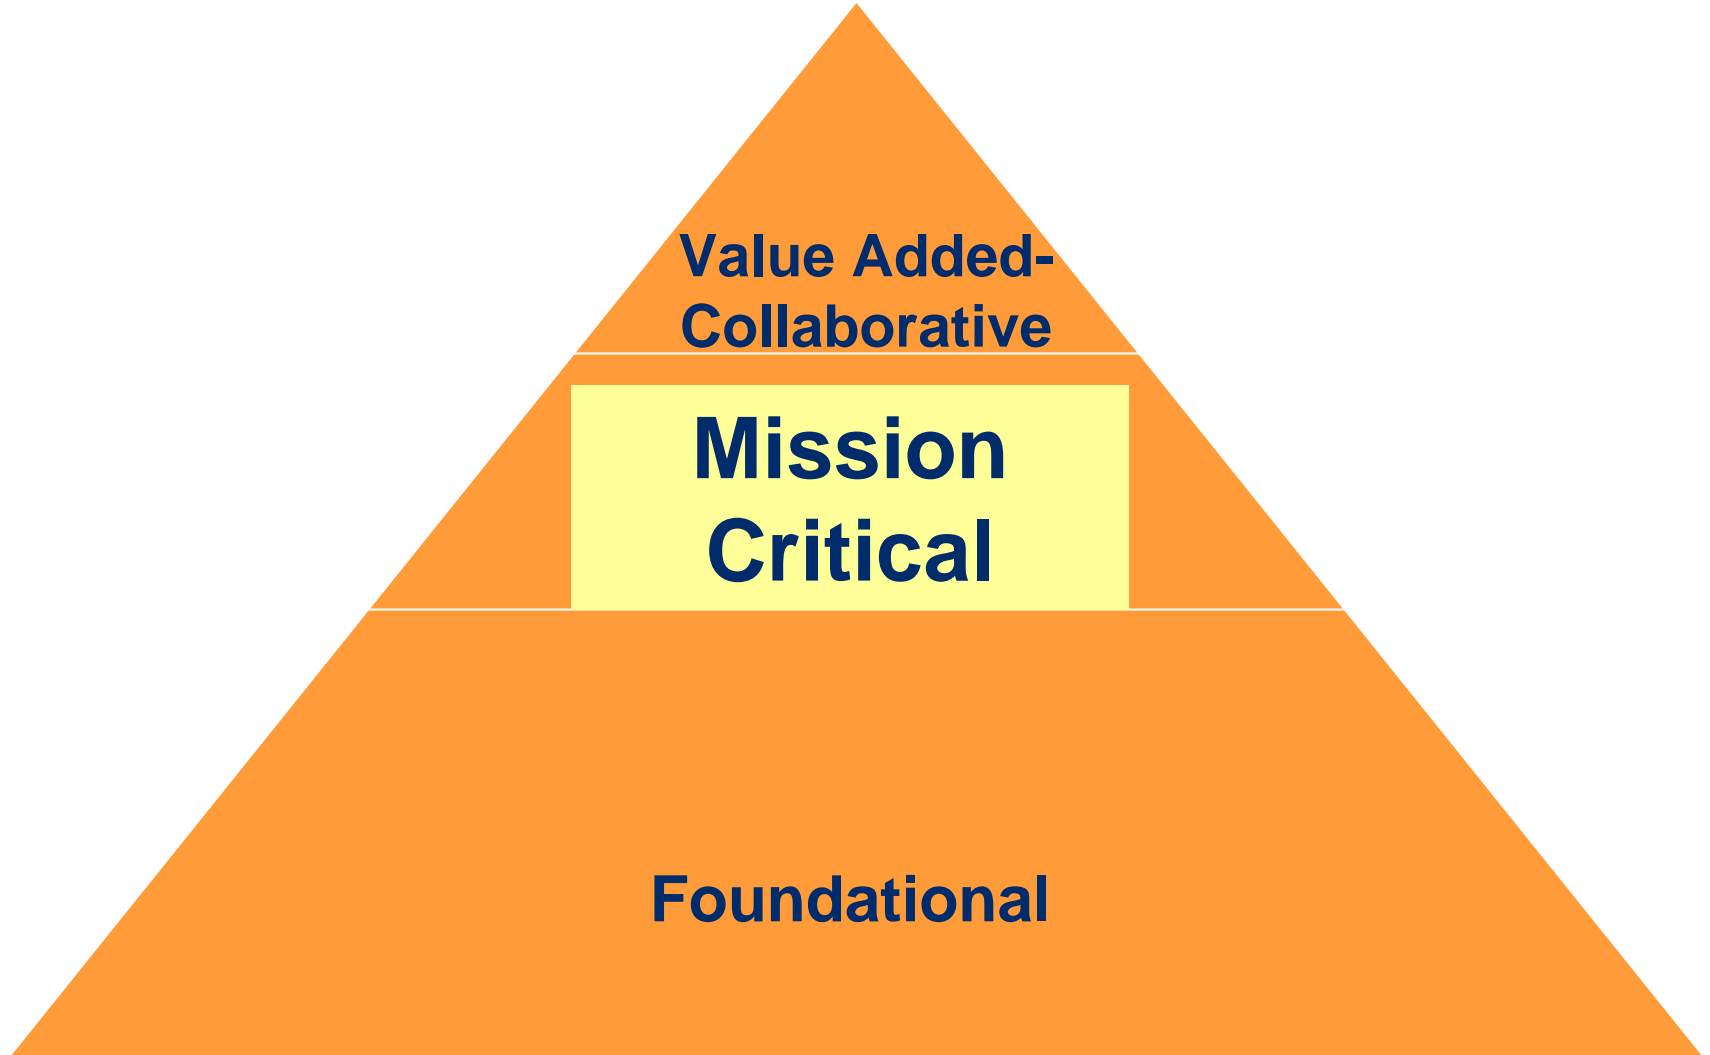 Value Added-
Collaborative
Mission
Critical
Foundational